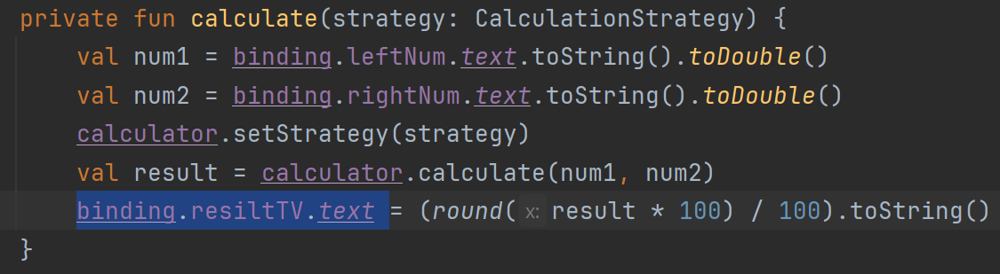 private fun calculate(strategy: CalculationStrategy) {
    val num1 = binding.leftNum.text.toString().toDouble()
    val num2 = binding.rightNum.text.toString().toDouble()
    calculator.setStrategy(strategy)
    val result = calculator.calculate(num1, num2)
    binding.resiltTV.text = (round( x: result * 100) / 100).toString()
}